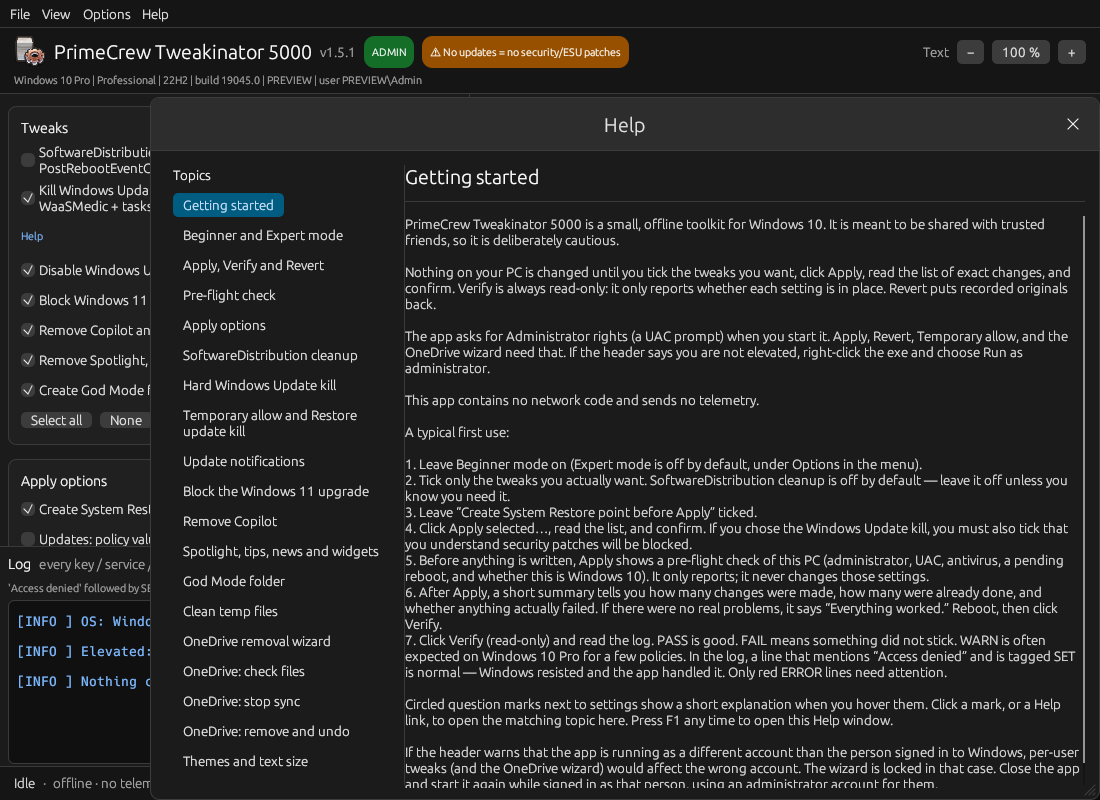 File View Options Help
PrimeCrew Tweakinator 5000 v1.5.1 ADMIN ⚠ No updates = no security/ESU patches
Text − 100 % +
Windows 10 Pro | Professional | 22H2 | build 19045.0 | PREVIEW | user PREVIEW\Admin
Tweaks
SoftwareDistributi
PostRebootEventC
Kill Windows Upda
WaaSMedic + tasks
Help
Disable Windows U
Block Windows 11
Remove Copilot an
Remove Spotlight,
Create God Mode f
Select all None
Apply options
Create System Rest
Updates: policy valu
Log every key / service /
'Access denied' followed by SE
[INFO ] OS: Windo
[INFO ] Elevated:
[INFO ] Nothing c
Idle · offline · no telem
Help
Topics
Getting started
Beginner and Expert mode
Apply, Verify and Revert
Pre-flight check
Apply options
SoftwareDistribution cleanup
Hard Windows Update kill
Temporary allow and Restore
update kill
Update notifications
Block the Windows 11 upgrade
Remove Copilot
Spotlight, tips, news and widgets
God Mode folder
Clean temp files
OneDrive removal wizard
OneDrive: check files
OneDrive: stop sync
OneDrive: remove and undo
Themes and text size
Getting started
PrimeCrew Tweakinator 5000 is a small, offline toolkit for Windows 10. It is meant to be shared with trusted
friends, so it is deliberately cautious.
Nothing on your PC is changed until you tick the tweaks you want, click Apply, read the list of exact changes, and
confirm. Verify is always read-only: it only reports whether each setting is in place. Revert puts recorded originals
back.
The app asks for Administrator rights (a UAC prompt) when you start it. Apply, Revert, Temporary allow, and the
OneDrive wizard need that. If the header says you are not elevated, right-click the exe and choose Run as
administrator.
This app contains no network code and sends no telemetry.
A typical first use:
1. Leave Beginner mode on (Expert mode is off by default, under Options in the menu).
2. Tick only the tweaks you actually want. SoftwareDistribution cleanup is off by default — leave it off unless you
know you need it.
3. Leave "Create System Restore point before Apply" ticked.
4. Click Apply selected…, read the list, and confirm. If you chose the Windows Update kill, you must also tick that
you understand security patches will be blocked.
5. Before anything is written, Apply shows a pre-flight check of this PC (administrator, UAC, antivirus, a pending
reboot, and whether this is Windows 10). It only reports; it never changes those settings.
6. After Apply, a short summary tells you how many changes were made, how many were already done, and
whether anything actually failed. If there were no real problems, it says "Everything worked." Reboot, then click
Verify.
7. Click Verify (read-only) and read the log. PASS is good. FAIL means something did not stick. WARN is often
expected on Windows 10 Pro for a few policies. In the log, a line that mentions "Access denied" and is tagged SET
is normal — Windows resisted and the app handled it. Only red ERROR lines need attention.
Circled question marks next to settings show a short explanation when you hover them. Click a mark, or a Help
link, to open the matching topic here. Press F1 any time to open this Help window.
If the header warns that the app is running as a different account than the person signed in to Windows, per-user
tweaks (and the OneDrive wizard) would affect the wrong account. The wizard is locked in that case. Close the app
and start it again while signed in as that person, using an administrator account for them.